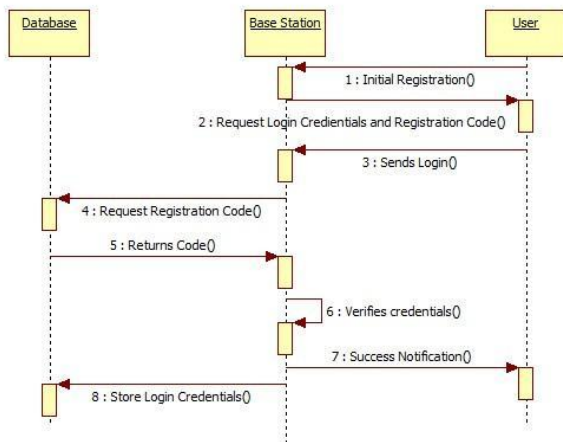 Database
Base Station
User
1 : Initial Registration()
2 : Request Login Credientials and Registration Code()
3 : Sends Login()
4 : Request Registration Code()
5 : Returns Code()
6 : Verifies credentials()
7 : Success Notification()
8 : Store Login Credentials()